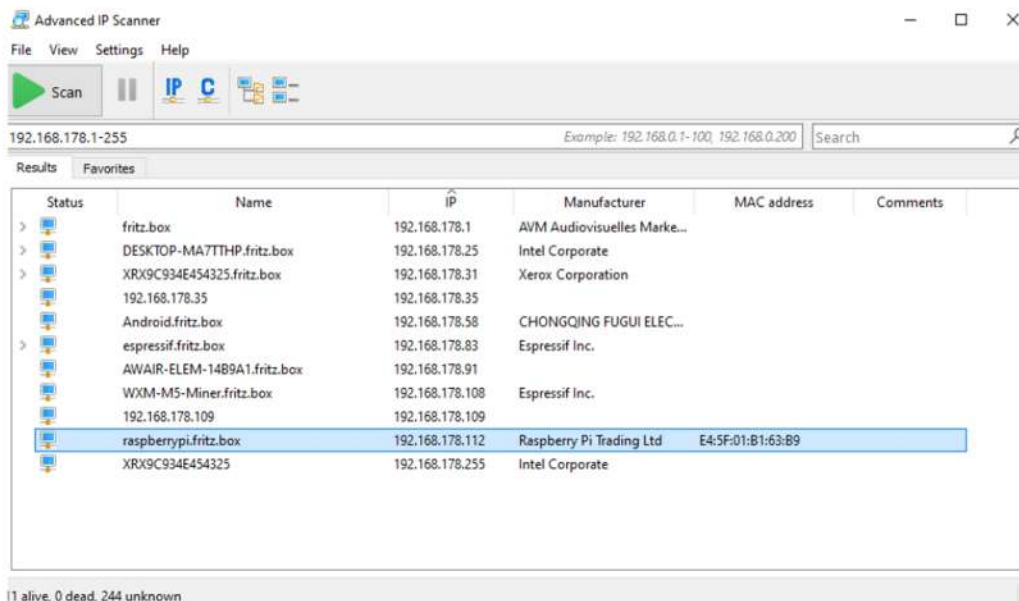 Advanced IP Scanner
File View Settings Help
Scan IP C
192.168.178.1-255 Example: 192.168.0.1-100, 192.168.0.200 Search
Results Favorites
Status Name IP Manufacturer MAC address Comments
fritz.box 192.168.178.1 AVM Audiovisuelles Marke...
DESKTOP-MA7TTHP.fritz.box 192.168.178.25 Intel Corporate
XRX9C934E454325.fritz.box 192.168.178.31 Xerox Corporation
192.168.178.35 192.168.178.35
Android.fritz.box 192.168.178.58 CHONGQING FUGUI ELEC...
espressif.fritz.box 192.168.178.83 Espressif Inc.
AWAIR-ELEM-14B9A1.fritz.box 192.168.178.91
WXM-M5-Miner.fritz.box 192.168.178.108 Espressif Inc.
192.168.178.109 192.168.178.109
raspberrypi.fritz.box 192.168.178.112 Raspberry Pi Trading Ltd E4:5F:01:B1:63:B9
XRX9C934E454325 192.168.178.255 Intel Corporate
11 alive, 0 dead, 244 unknown